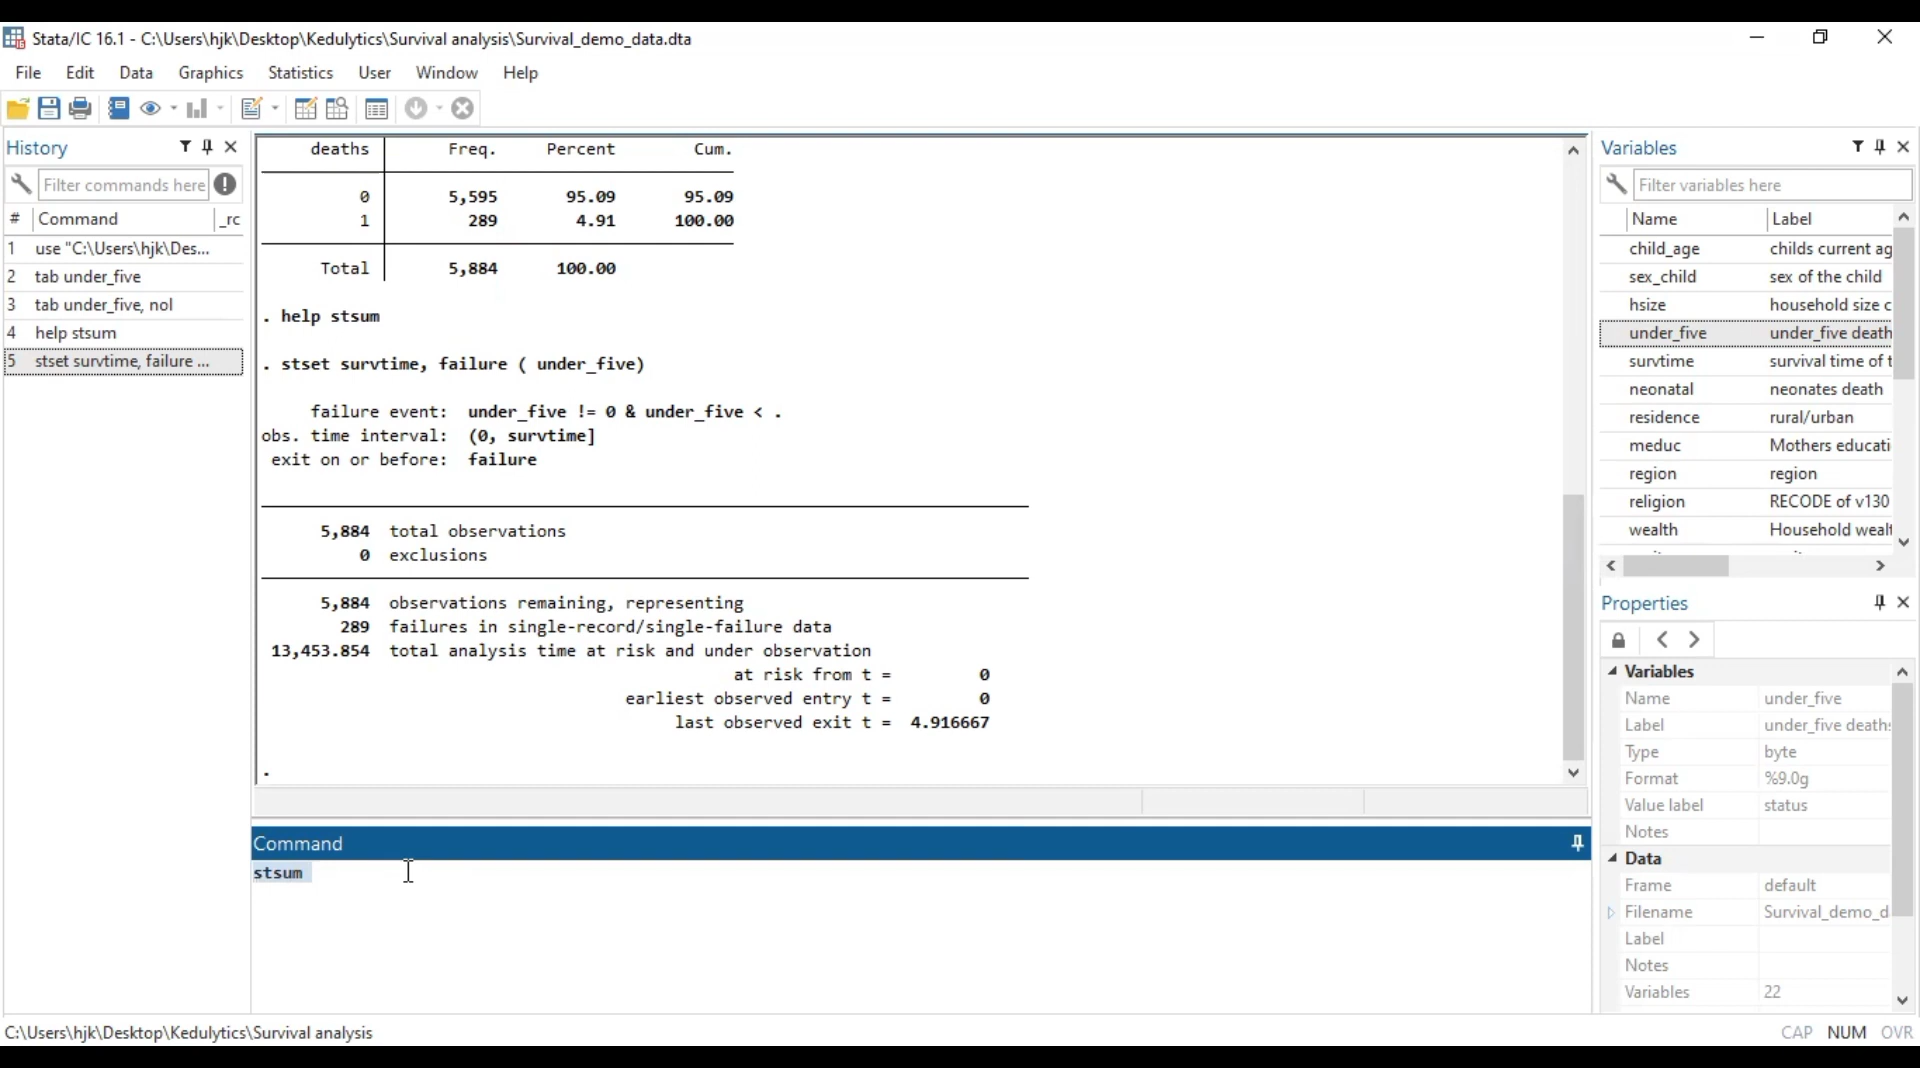 Stata/IC 16.1 - C:\Users\hjk\Desktop\Kedulytics\Survival analysis\Survival_demo_data.dta
File Edit Data Graphics Statistics User Window Help
History
Filter commands here
# Command _rc
1 use "C:\Users\hjk\Des...
2 tab under_five
3 tab under_five, nol
4 help stsum
5 stset survtime, failure ...
deaths Freq. Percent Cum.
0 5,595 95.09 95.09
1 289 4.91 100.00
Total 5,884 100.00
. help stsum
. stset survtime, failure ( under_five)
failure event: under_five != 0 & under_five < .
obs. time interval: (0, survtime]
exit on or before: failure
5,884 total observations
0 exclusions
5,884 observations remaining, representing
289 failures in single-record/single-failure data
13,453.854 total analysis time at risk and under observation
at risk from t = 0
earliest observed entry t = 0
last observed exit t = 4.916667
.
Command
stsum
Variables
Filter variables here
Name Label
child_age childs current ag
sex_child sex of the child
hsize household size c
under_five under_five death
survtime survival time of t
neonatal neonates death
residence rural/urban
meduc Mothers educati
region region
religion RECODE of v130
wealth Household wealt
Properties
Variables
Name under_five
Label under_five deaths
Type byte
Format %9.0g
Value label status
Notes
Data
Frame default
Filename Survival_demo_d
Label
Notes
Variables 22
C:\Users\hjk\Desktop\Kedulytics\Survival analysis
CAP NUM OVR